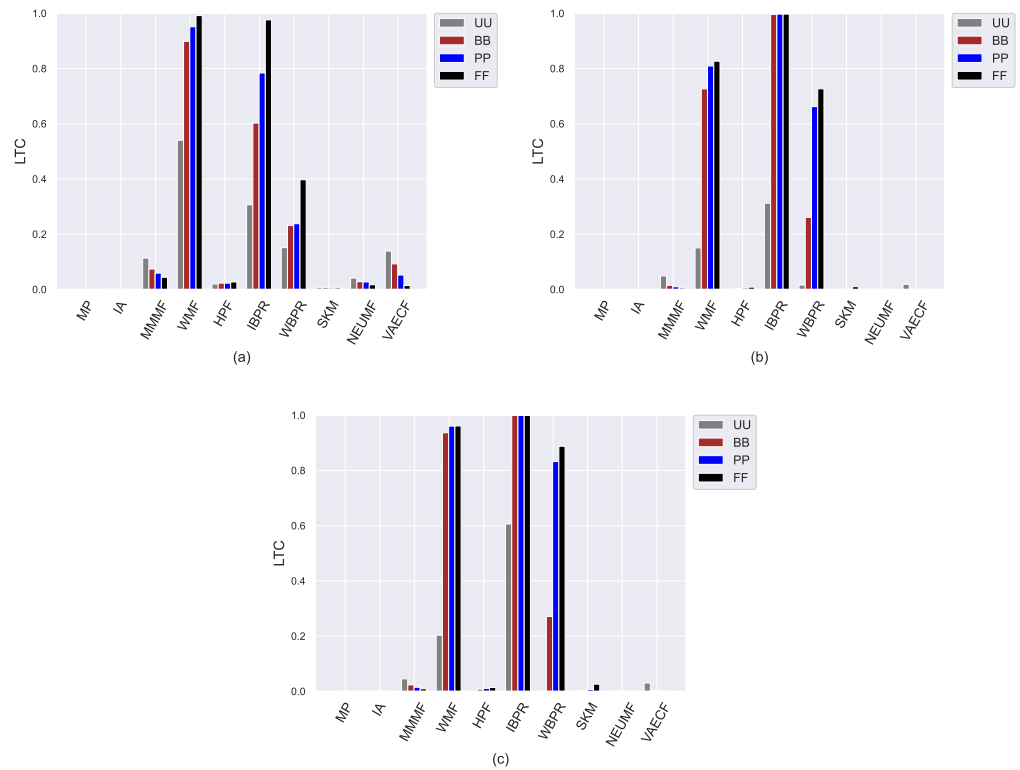 1.0
0.8
0.6
0.4
0.2
0.0
LTC
MP IA MMMF WMF HPF IBPR WBPR SKM NEUMF VAECF
(a)
UU
BB
PP
FF
1.0
0.8
0.6
0.4
0.2
0.0
LTC
MP IA MMMF WMF HPF IBPR WBPR SKM NEUMF VAECF
(b)
UU
BB
PP
FF
1.0
0.8
0.6
0.4
0.2
0.0
LTC
MP IA MMMF WMF HPF IBPR WBPR SKM NEUMF VAECF
(c)
UU
BB
PP
FF